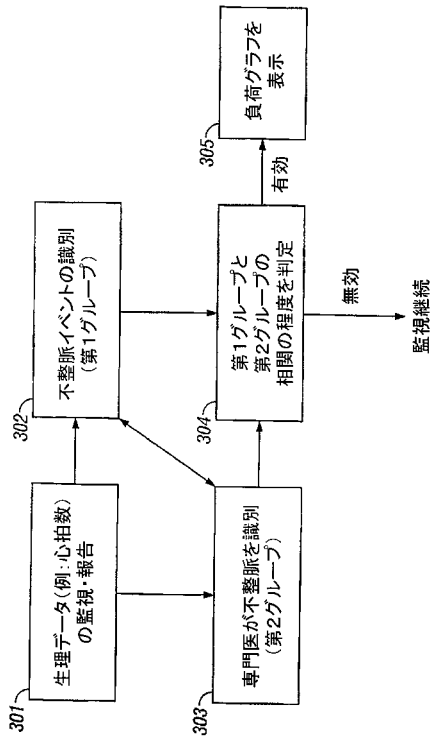 301
生理データ(例：心拍数)
の監視・報告
302
不整脈イベントの識別
(第1グループ)
303
専門医が不整脈を識別
(第2グループ)
304
第1グループと
第2グループの
相関の程度を判定
有効
305
負荷グラフを
表示
無効
監視継続